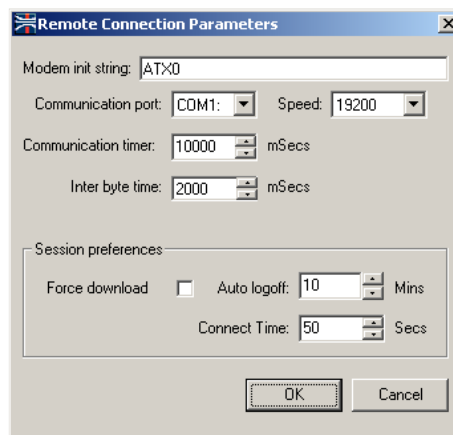 Remote Connection Parameters
Modem init string: ATX0
Communication port: COM1: Speed: 19200
Communication timer: 10000 mSecs
Inter byte time: 2000 mSecs
Session preferences
Force download Auto logoff: 10 Mins
Connect Time: 50 Secs
OK Cancel